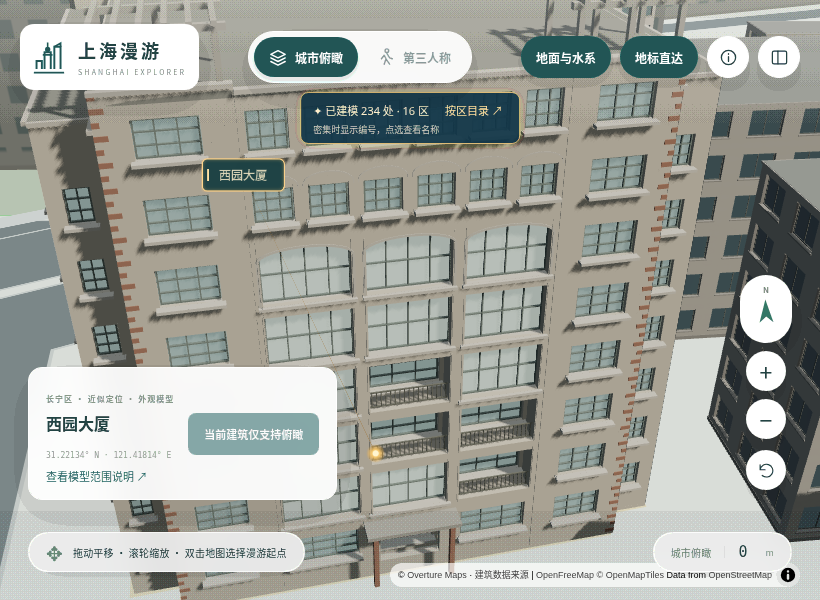 上海漫游
SHANGHAI EXPLORER
城市俯瞰
第三人称
地面与水系
地标直达
✦ 已建模 234 处 · 16 区 按区目录 ↗
密集时显示编号，点选查看名称
西园大厦
N
长宁区 · 近似定位 · 外观模型
西园大厦
当前建筑仅支持俯瞰
31.22134° N · 121.41814° E
查看模型范围说明 ↗
拖动平移 · 滚轮缩放 · 双击地图选择漫游起点
城市俯瞰 0 m
© Overture Maps · 建筑数据来源 | OpenFreeMap © OpenMapTiles Data from OpenStreetMap